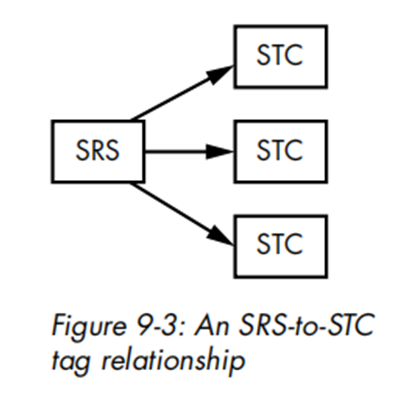 STC
SRS
STC
STC
Figure 9-3: An SRS-to-STC
tag relationship